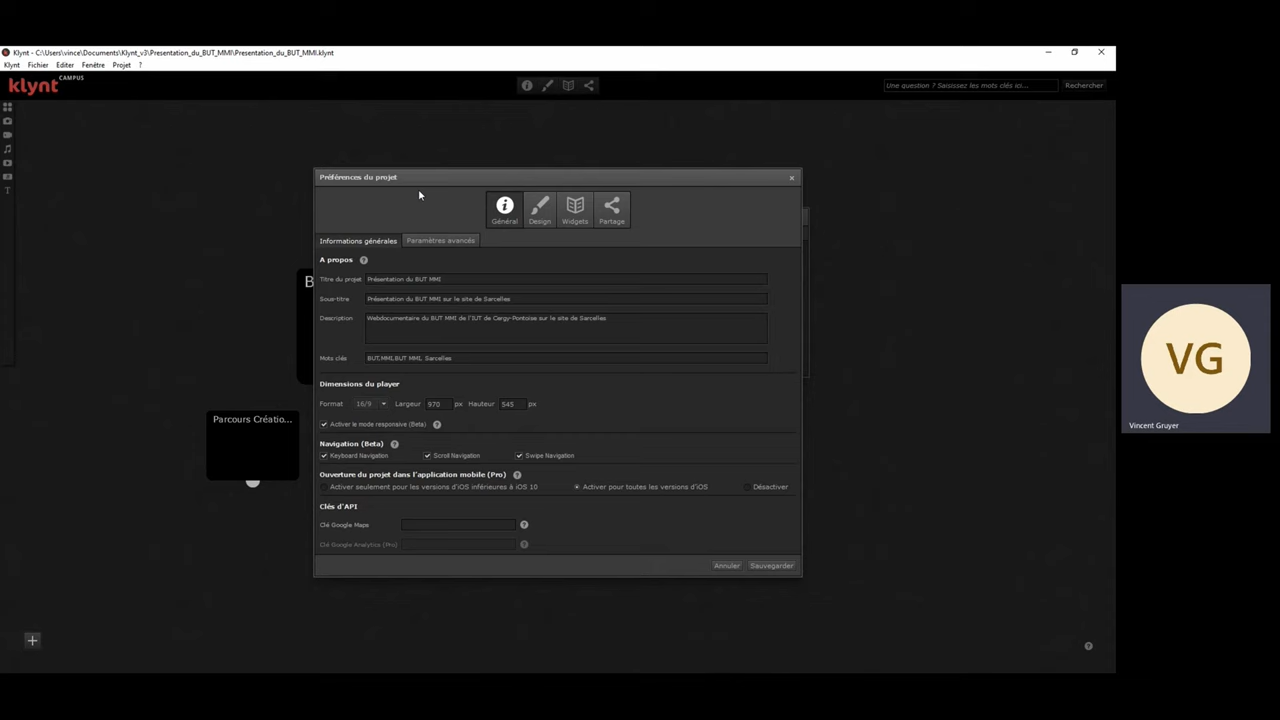 Klynt - C:\Users\vince\Documents\Klynt_v3\Presentation_du_BUT_MMI\Presentation_du_BUT_MMI.klynt
Klynt Fichier Editer Fenêtre Projet ?
klynt CAMPUS
Une question ? Saisissez les mots clés ici... Rechercher
T
Préférences du projet
Général Design Widgets Partage
Informations générales Paramètres avancés
A propos ?
Titre du projet Présentation du BUT MMI
Sous-titre Présentation du BUT MMI sur le site de Sarcelles
Description Webdocumentaire du BUT MMI de l'IUT de Cergy-Pontoise sur le site de Sarcelles
Mots clés BUT,MMI,BUT MMI, Sarcelles
Dimensions du player
Format 16/9 Largeur 970 px Hauteur 545 px
Activer le mode responsive (Beta) ?
Navigation (Beta) ?
Keyboard Navigation Scroll Navigation Swipe Navigation
Ouverture du projet dans l'application mobile (Pro) ?
Activer seulement pour les versions d'iOS inférieures à iOS 10 Activer pour toutes les versions d'iOS Désactiver
Clés d'API
Clé Google Maps ?
Clé Google Analytics (Pro) ?
Annuler Sauvegarder
B
Parcours Créatio...
VG
Vincent Gruyer